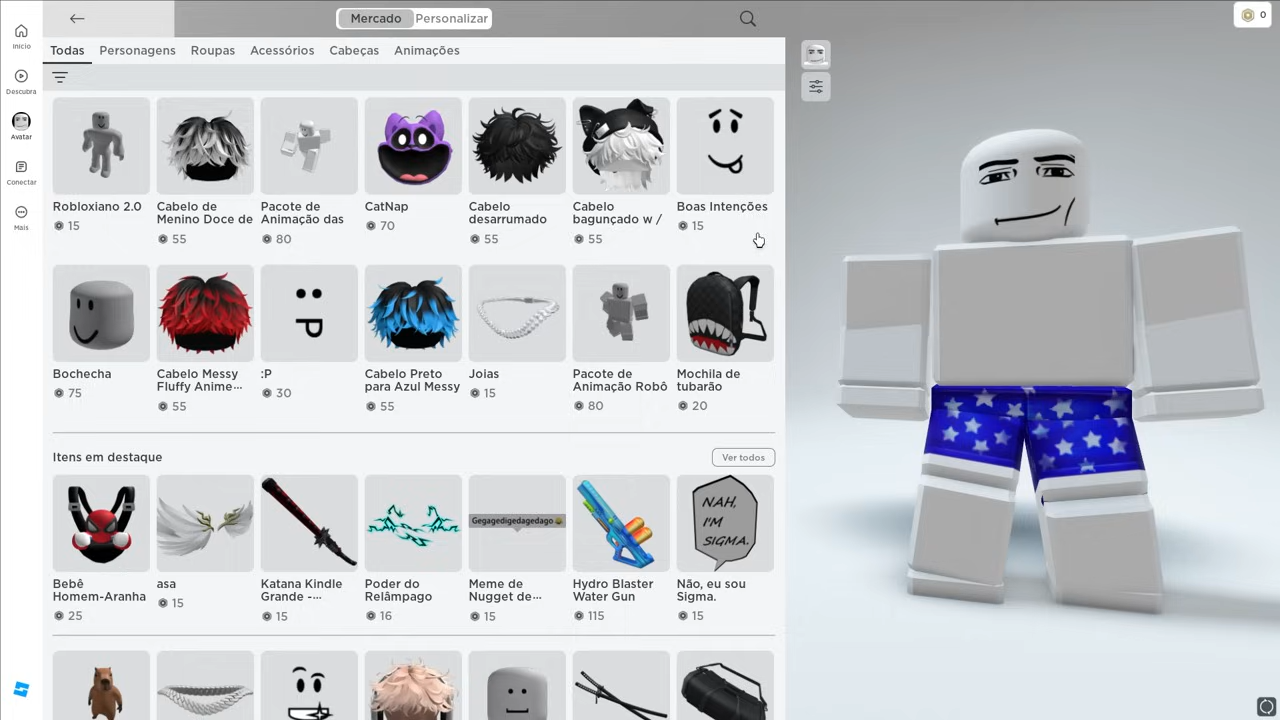 Mercado
Personalizar
0
Início
Descubra
Avatar
Conectar
Mais
Todas
Personagens
Roupas
Acessórios
Cabeças
Animações
Robloxiano 2.0
15
Cabelo de
Menino Doce de
55
Pacote de
Animação das
80
CatNap
70
Cabelo
desarrumado
55
Cabelo
bagunçado w /
55
Boas Intenções
15
Bochecha
75
Cabelo Messy
Fluffy Anime...
55
:P
30
Cabelo Preto
para Azul Messy
55
Joias
15
Pacote de
Animação Robô
80
Mochila de
tubarão
20
Itens em destaque
Ver todos
Gegagedigedagedago
NAH,
I'M
SIGMA.
Bebê
Homem-Aranha
25
asa
15
Katana Kindle
Grande -...
15
Poder do
Relâmpago
16
Meme de
Nugget de...
15
Hydro Blaster
Water Gun
115
Não, eu sou
Sigma.
15